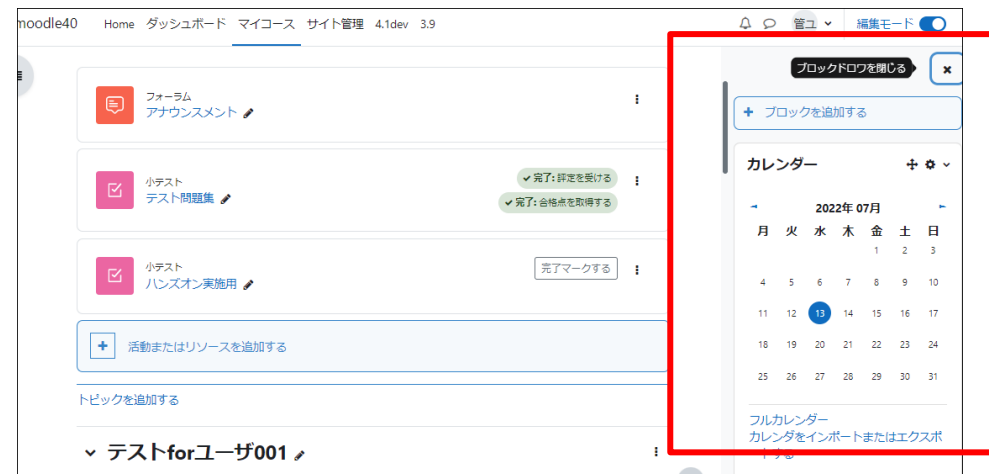 moodle40 Home ダッシュボード マイコース サイト管理 4.1dev 3.9 管ユ 編集モード
ブロックドロワを閉じる
フォーラム
アナウンスメント
+ ブロックを追加する
カレンダー
小テスト
テスト問題集
✔完了: 評定を受ける
✔完了: 合格点を取得する
2022年 07月
月 火 水 木 金 土 日
1 2 3
小テスト
ハンズオン実施用
完了マークする
4 5 6 7 8 9 10
11 12 13 14 15 16 17
18 19 20 21 22 23 24
25 26 27 28 29 30 31
+ 活動またはリソースを追加する
トピックを追加する
フルカレンダー
カレンダをインポートまたはエクスポ
ートする
テストforユーザ001